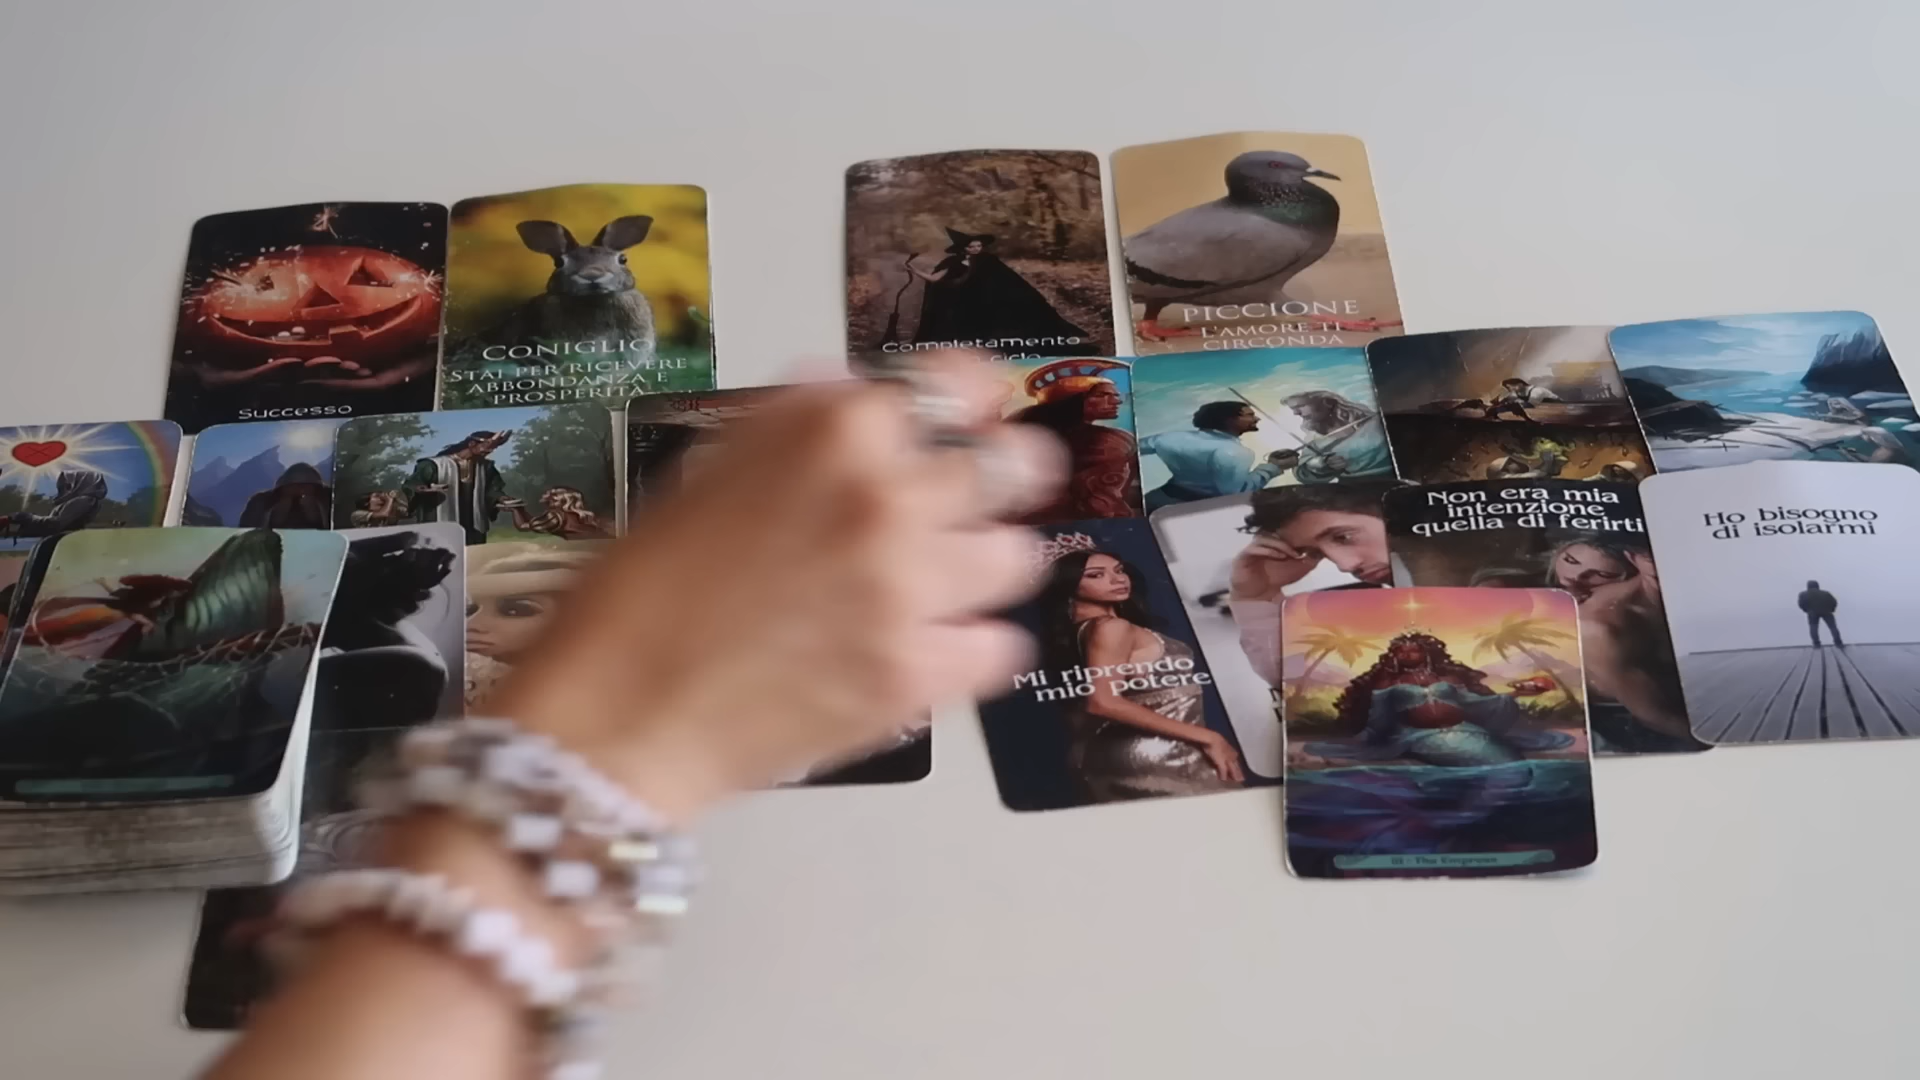 Successo
CONIGLIO
STAI PER RICEVERE
ABBONDANZA E
PROSPERITÀ
Completamento
ciclo
PICCIONE
L'AMORE TI
CIRCONDA
Mi riprendo
mio potere
Non era mia
intenzione
quella di ferirti
Ho bisogno
di isolarmi
III - The Empress